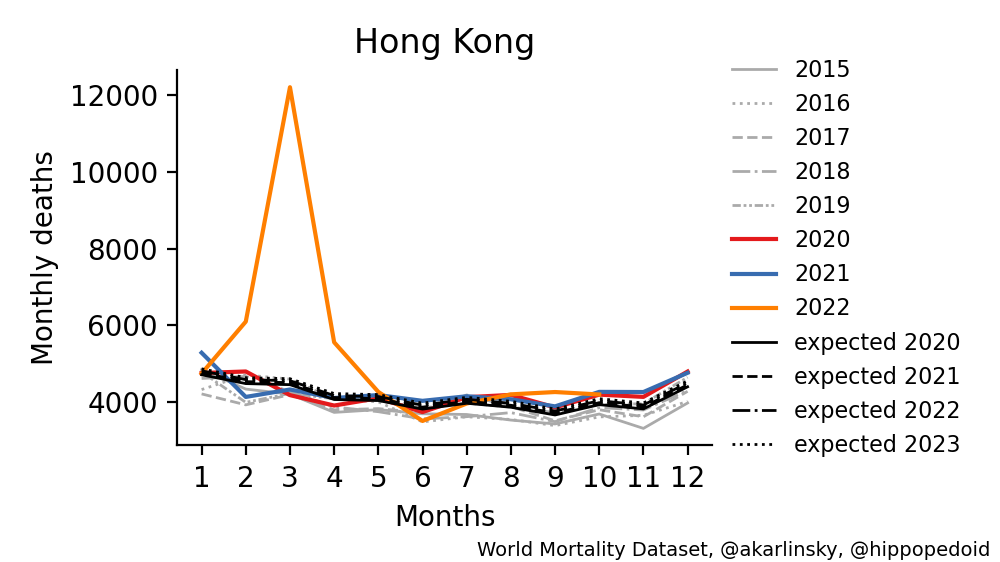 Hong Kong
12000
10000
8000
6000
4000
Monthly deaths
1 2 3 4 5 6 7 8 9 10 11 12
Months
2015
2016
2017
2018
2019
2020
2021
2022
expected 2020
expected 2021
expected 2022
expected 2023
World Mortality Dataset, @akarlinsky, @hippopedoid